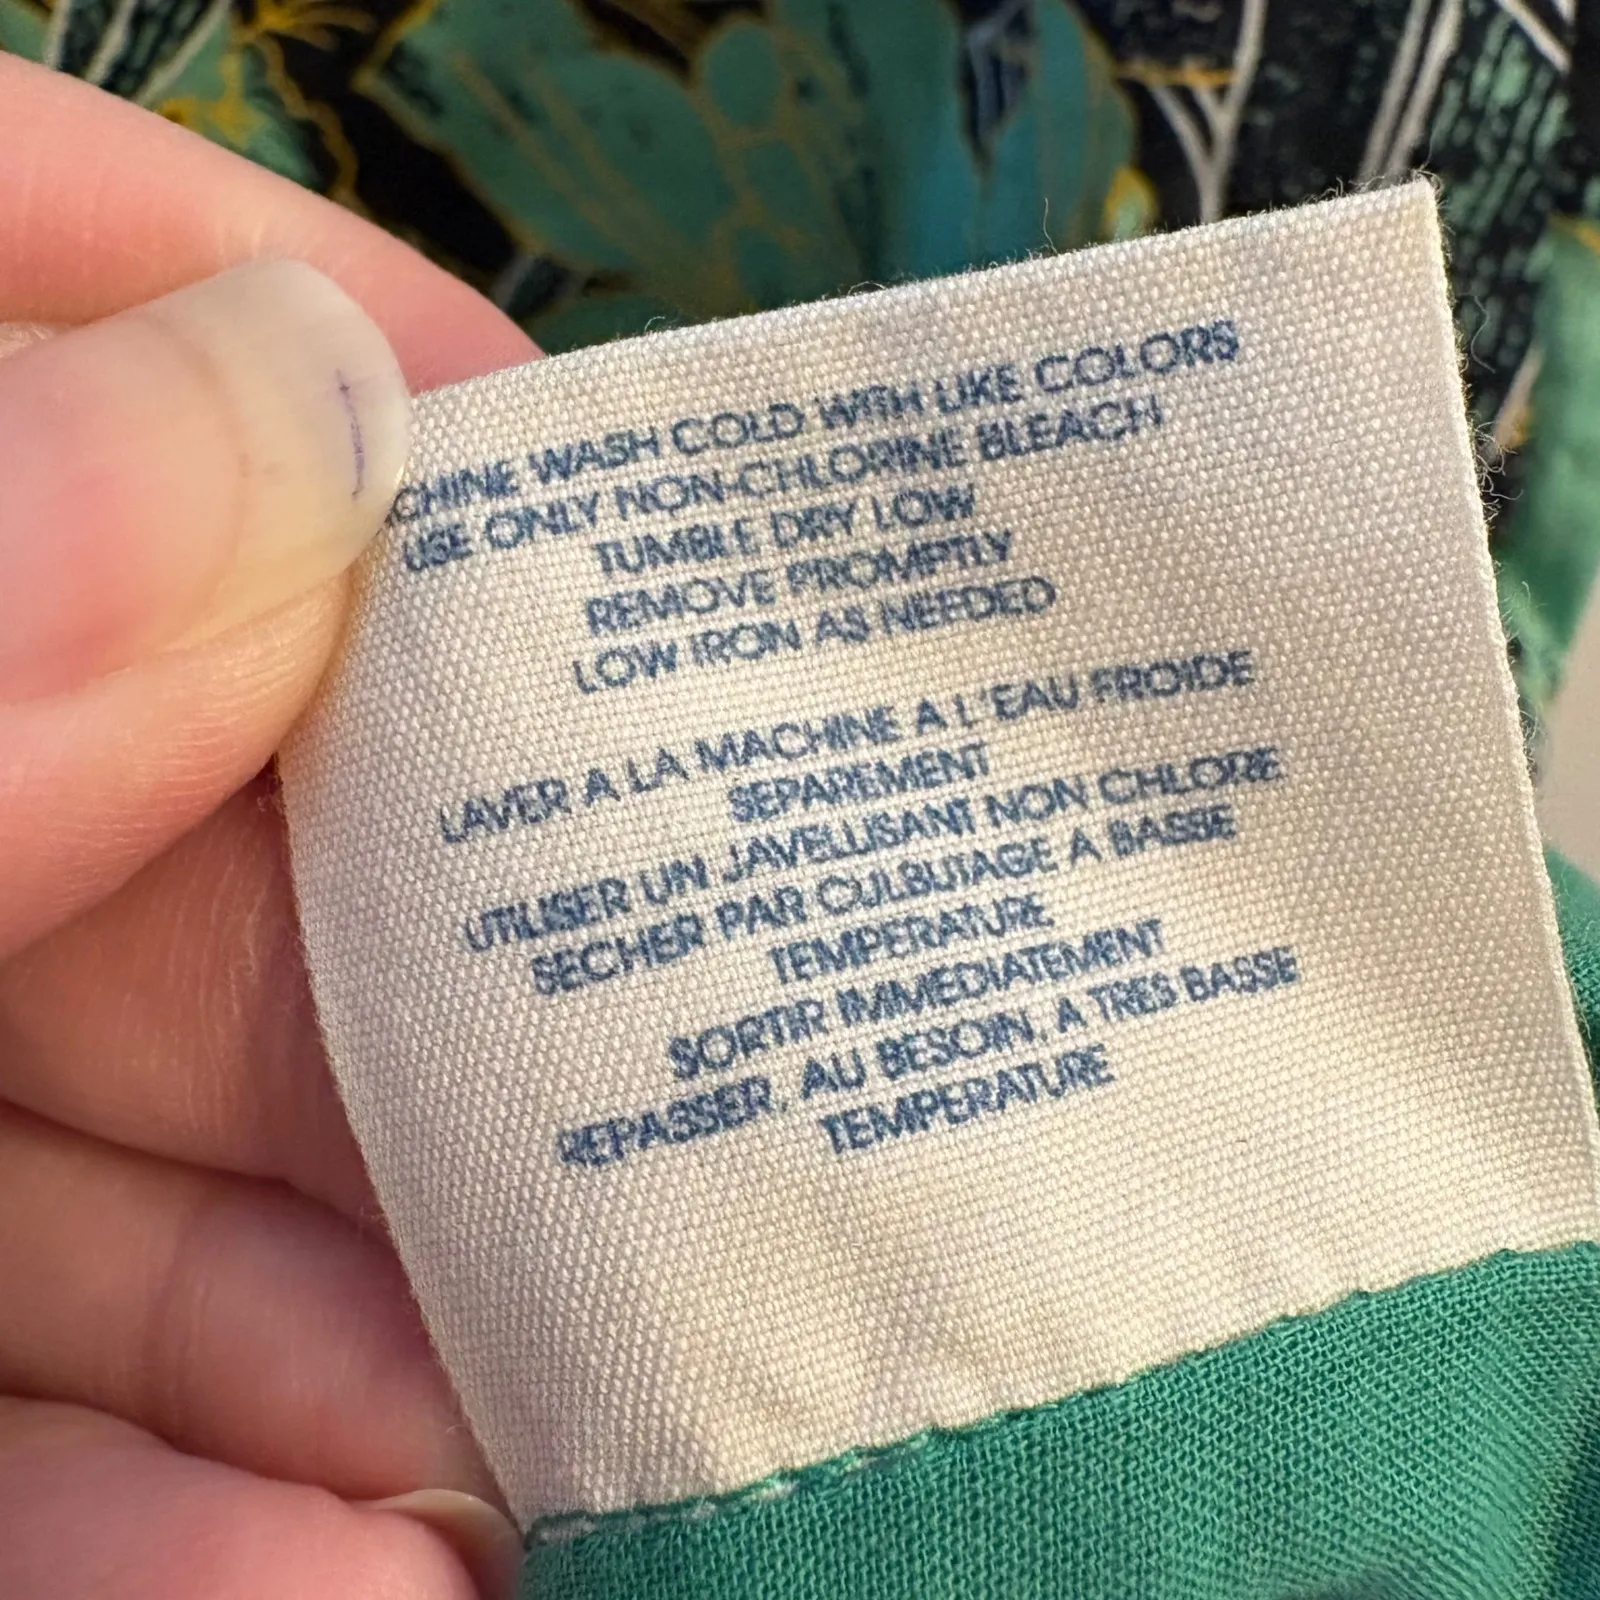 CHINE WASH COLD WITH LIKE COLORS
USE ONLY NON-CHLORINE BLEACH
TUMBLE DRY LOW
REMOVE PROMPTLY
LOW IRON AS NEEDED
LAVER A LA MACHINE A L'EAU FROIDE
SEPAREMENT
UTILISER UN JAVELLISANT NON CHLORE
SECHER PAR CULBUTAGE A BASSE
TEMPERATURE
SORTIR IMMEDIATEMENT
REPASSER, AU BESOIN, A TRES BASSE
TEMPERATURE